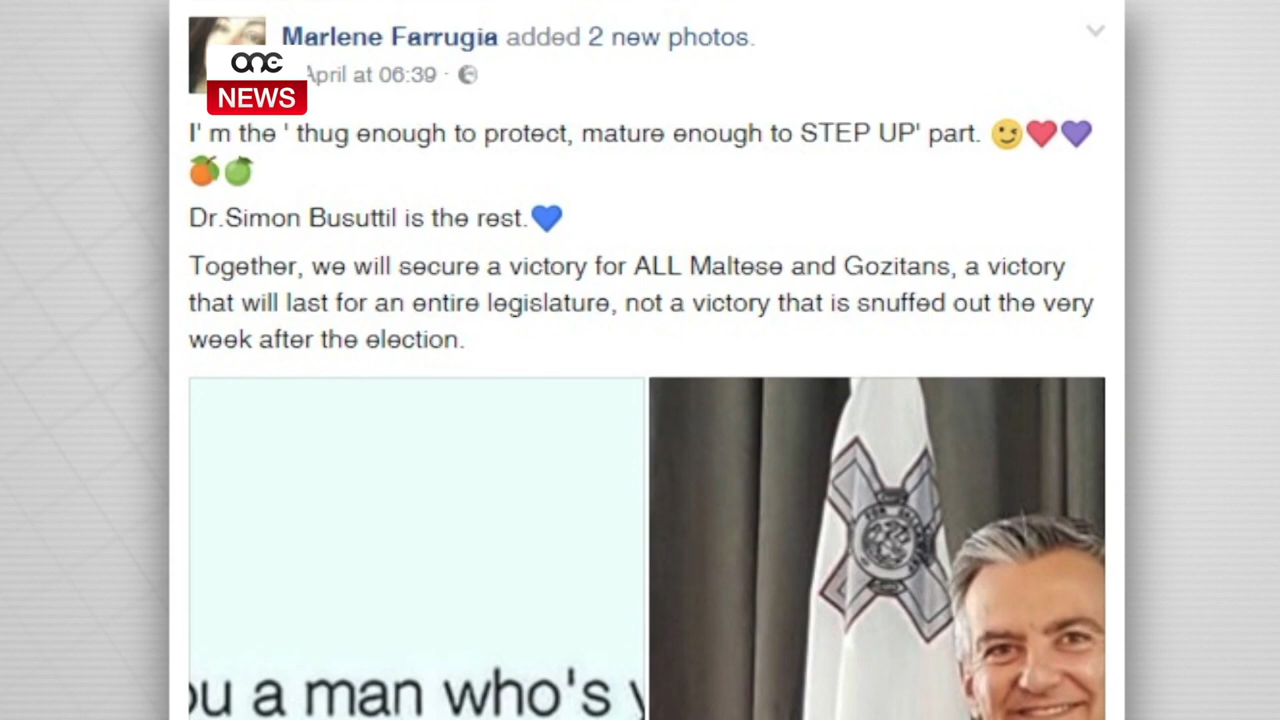 Marlene Farrugia added 2 new photos.
one
NEWS
April at 06:39 ·
I' m the ' thug enough to protect, mature enough to STEP UP' part. 😉❤️💜
🍊🍏
Dr.Simon Busuttil is the rest.💙
Together, we will secure a victory for ALL Maltese and Gozitans, a victory
that will last for an entire legislature, not a victory that is snuffed out the very
week after the election.
ou a man who's y